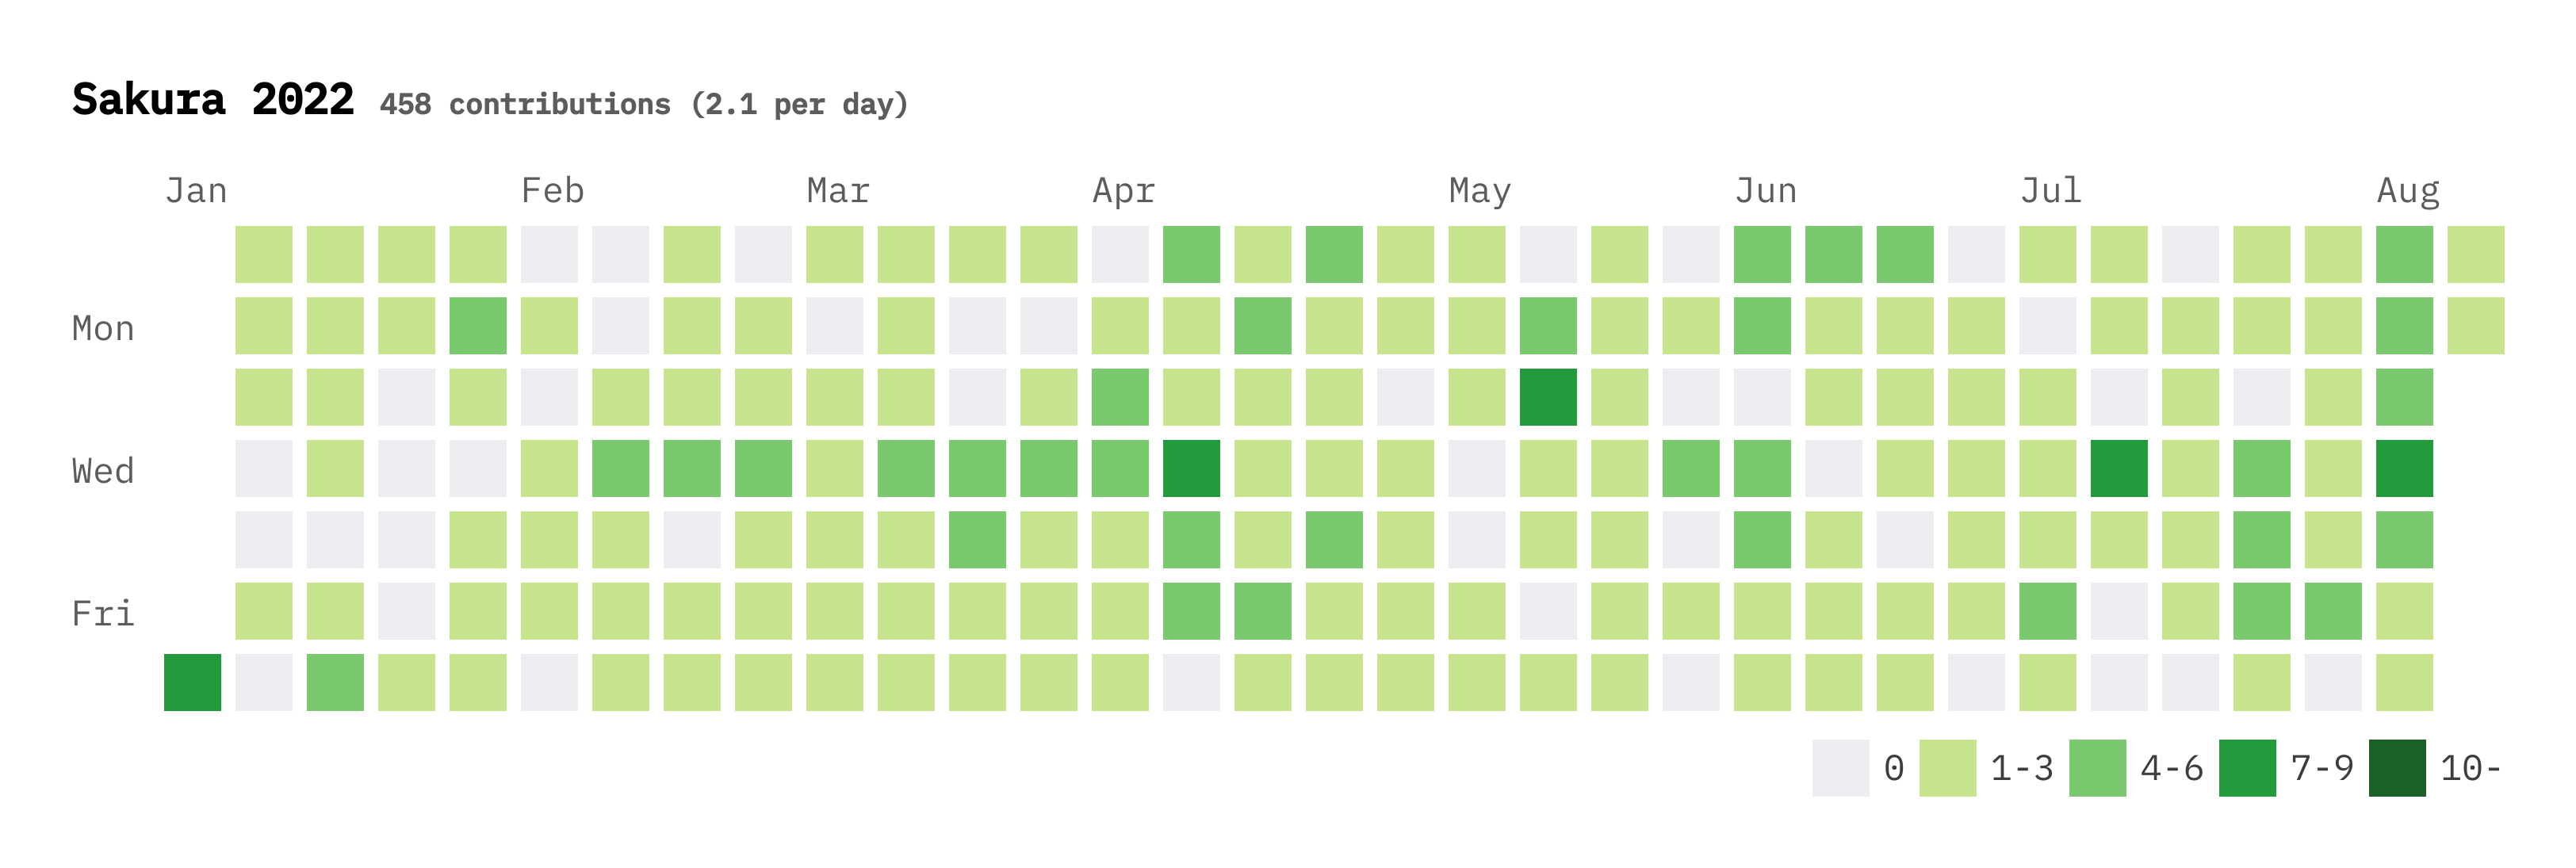 Sakura 2022 458 contributions (2.1 per day)
Jan Feb Mar Apr May Jun Jul Aug
Mon
Wed
Fri
0 1-3 4-6 7-9 10-